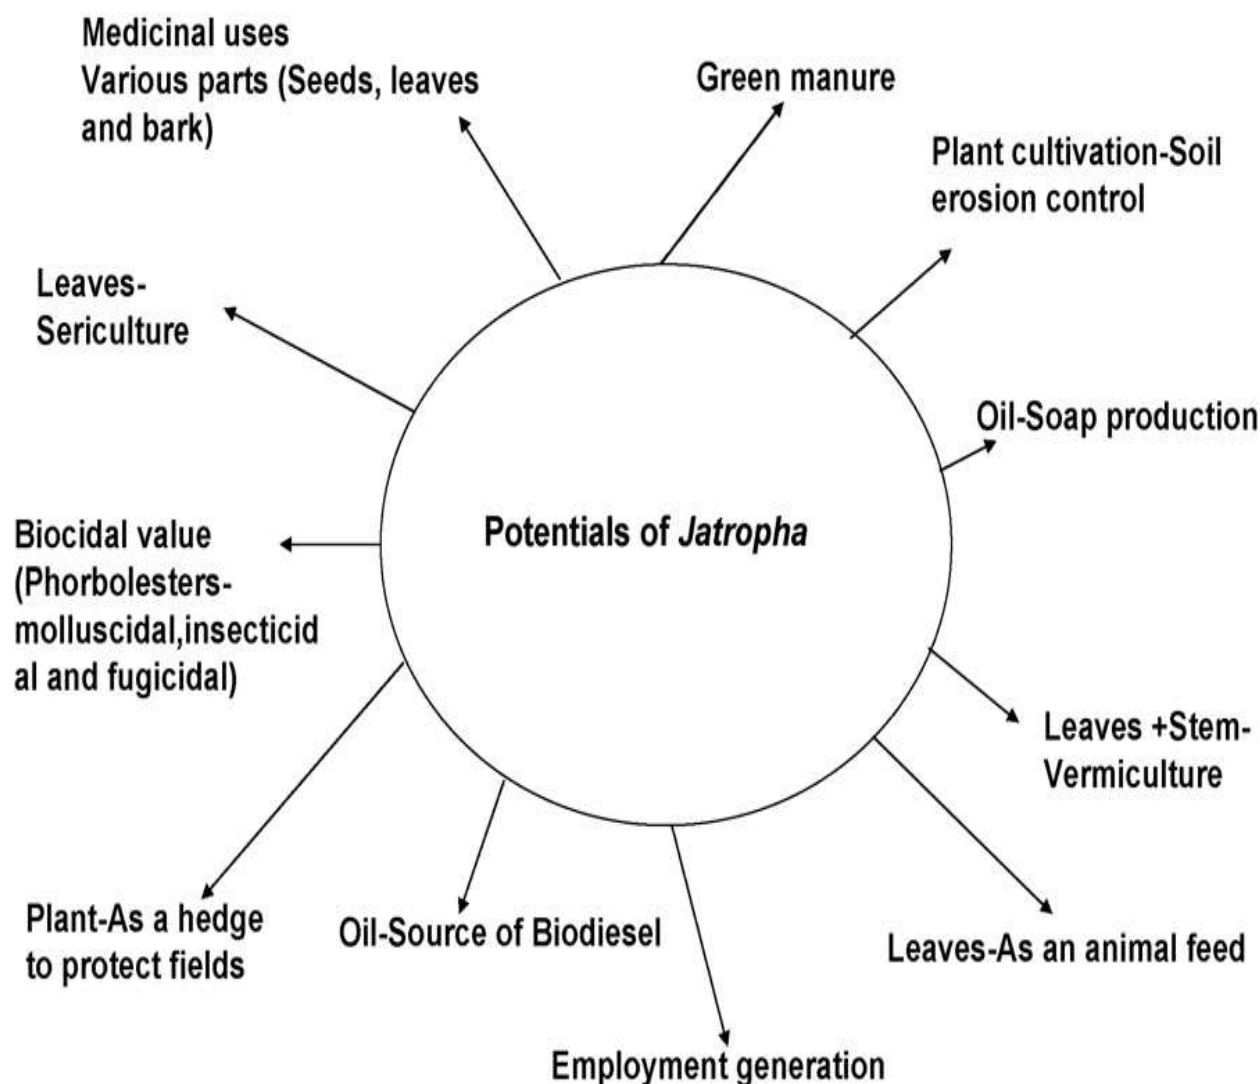 Medicinal uses
Various parts (Seeds, leaves
and bark)
Green manure
Plant cultivation-Soil
erosion control
Leaves-
Sericulture
Oil-Soap production
Potentials of Jatropha
Biocidal value
(Phorbolesters-
molluscidal,insecticid
al and fugicidal)
Leaves +Stem-
Vermiculture
Plant-As a hedge
to protect fields
Oil-Source of Biodiesel
Leaves-As an animal feed
Employment generation